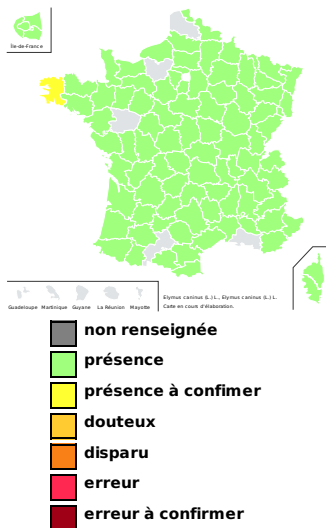 Île-de-France
Guadeloupe Martinique Guyane La Réunion Mayotte
Elymus caninus (L.) L., Elymus caninus (L.) L.
Carte en cours d'élaboration.
non renseignée
présence
présence à confimer
douteux
disparu
erreur
erreur à confirmer